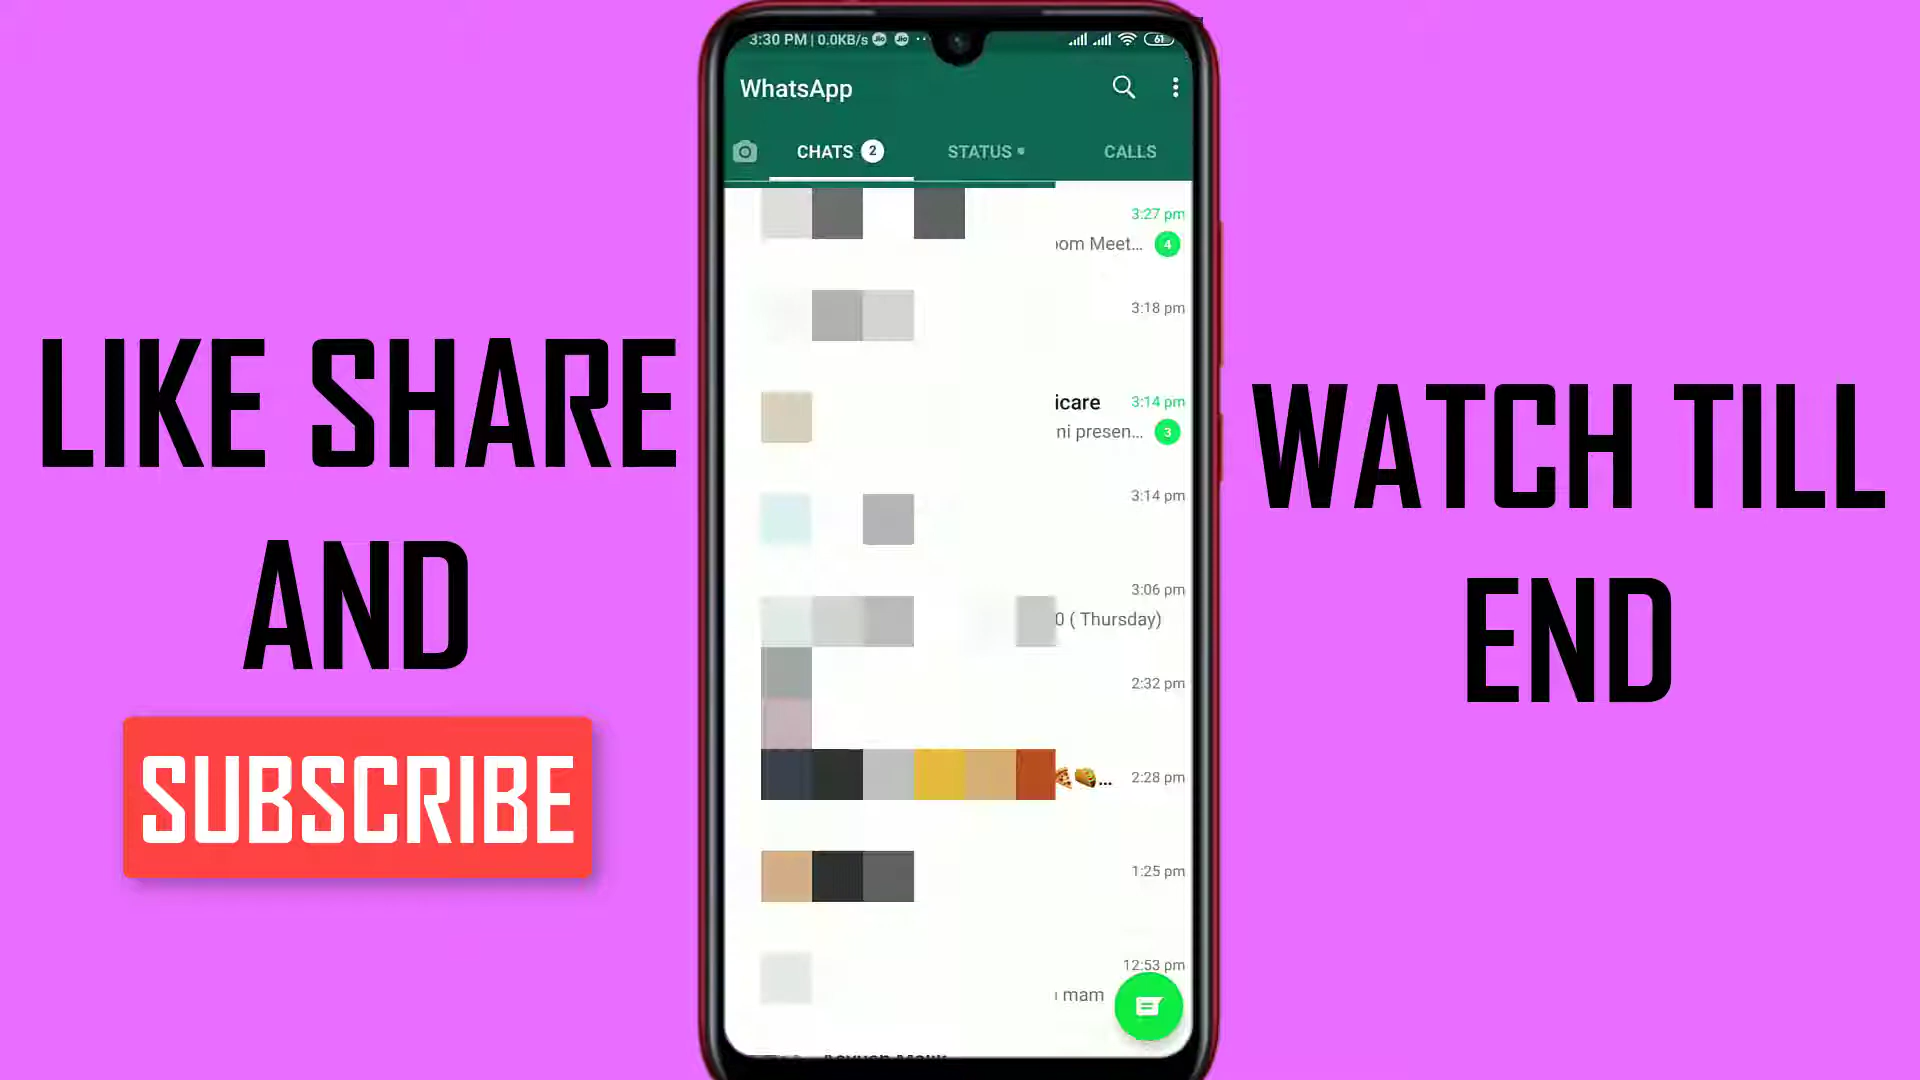 3:30 PM | 0.0KB/s
61
WhatsApp
CHATS 2
STATUS
CALLS
3:27 pm
om Meet... 4
3:18 pm
icare 3:14 pm
ni presen... 3
3:14 pm
3:06 pm
0 ( Thursday)
2:32 pm
... 2:28 pm
1:25 pm
12:53 pm
mam
LIKE SHARE
AND
SUBSCRIBE
WATCH TILL
END